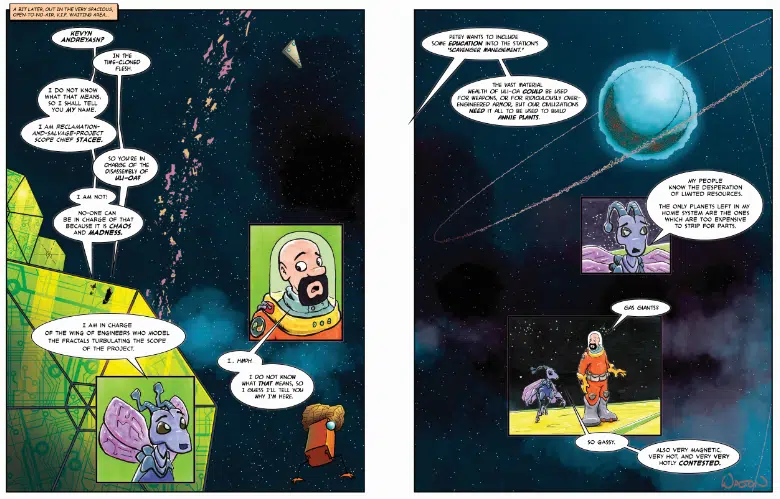 A BIT LATER, OUT IN THE VERY SPACIOUS,
OPEN-TO-NO-AIR, V.I.P. WAITING AREA...
KEVYN
ANDREYASN?
IN THE
TIME-CLONED
FLESH.
I DO NOT KNOW
WHAT THAT MEANS,
SO I SHALL TELL
YOU MY NAME.
I AM RECLAMATION-
AND-SALVAGE-PROJECT
SCOPE CHIEF STACEE.
SO YOU'RE IN
CHARGE OF THE
DISASSEMBLY OF
UU-OA?
I AM NOT!
NO-ONE CAN
BE IN CHARGE OF THAT
BECAUSE IT IS CHAOS
AND MADNESS.
I AM IN CHARGE
OF THE WING OF ENGINEERS WHO MODEL
THE FRACTALS TURBULATING THE SCOPE
OF THE PROJECT.
I... HMPH.
I DO NOT KNOW
WHAT THAT MEANS, SO
I GUESS I'LL TELL YOU
WHY I'M HERE.
PETEY WANTS TO INCLUDE
SOME EDUCATION INTO THE STATION'S
"SCAVENGER MANAGEMENT."
THE VAST MATERIAL
WEALTH OF UU-OA COULD BE USED
FOR WEAPONS, OR FOR RIDICULOUSLY OVER-
ENGINEERED ARMOR, BUT OUR CIVILIZATIONS
NEED IT ALL TO BE USED TO BUILD
ANNIE PLANTS.
MY PEOPLE
KNOW THE DESPERATION
OF LIMITED RESOURCES.
THE ONLY PLANETS LEFT IN MY
HOME SYSTEM ARE THE ONES
WHICH ARE TOO EXPENSIVE
TO STRIP FOR PARTS.
GAS GIANTS?
SO GASSY.
ALSO VERY MAGNETIC,
VERY HOT, AND VERY VERY
HOTLY CONTESTED.